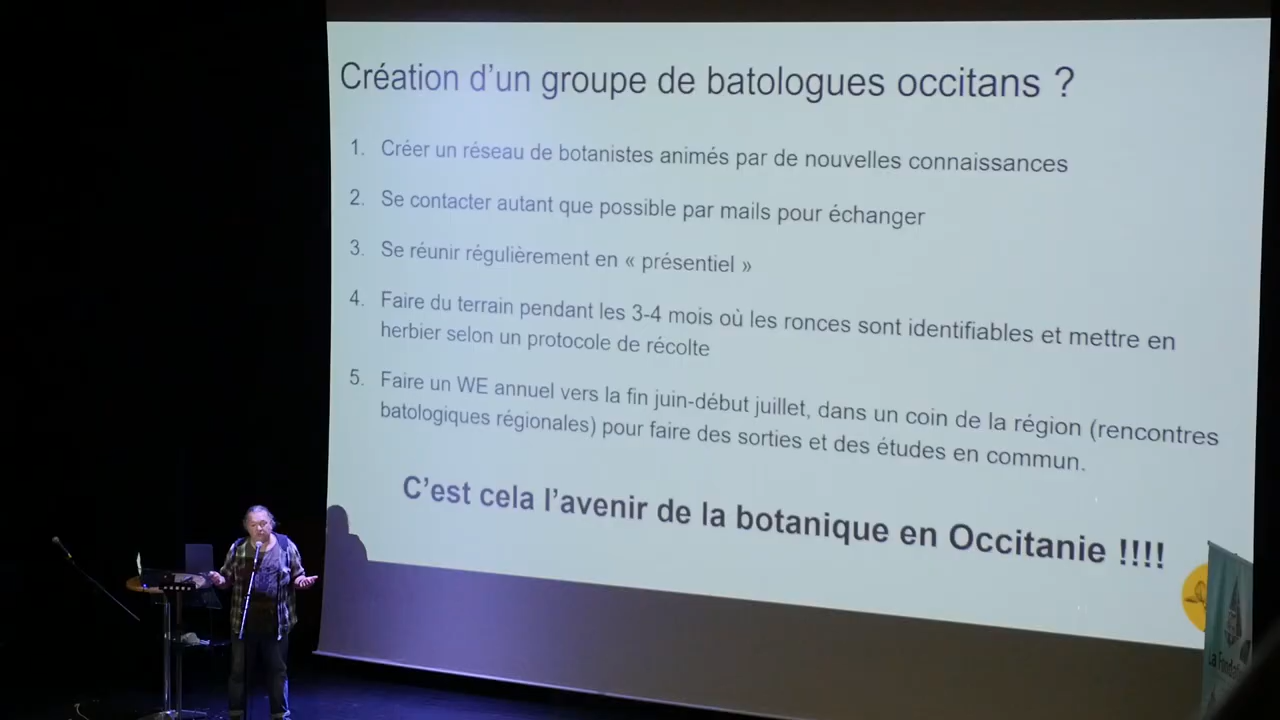 Création d'un groupe de batologues occitans ?
1. Créer un réseau de botanistes animés par de nouvelles connaissances
2. Se contacter autant que possible par mails pour échanger
3. Se réunir régulièrement en « présentiel »
4. Faire du terrain pendant les 3-4 mois où les ronces sont identifiables et mettre en
herbier selon un protocole de récolte
5. Faire un WE annuel vers la fin juin-début juillet, dans un coin de la région (rencontres
batologiques régionales) pour faire des sorties et des études en commun.
C'est cela l'avenir de la botanique en Occitanie !!!!
La